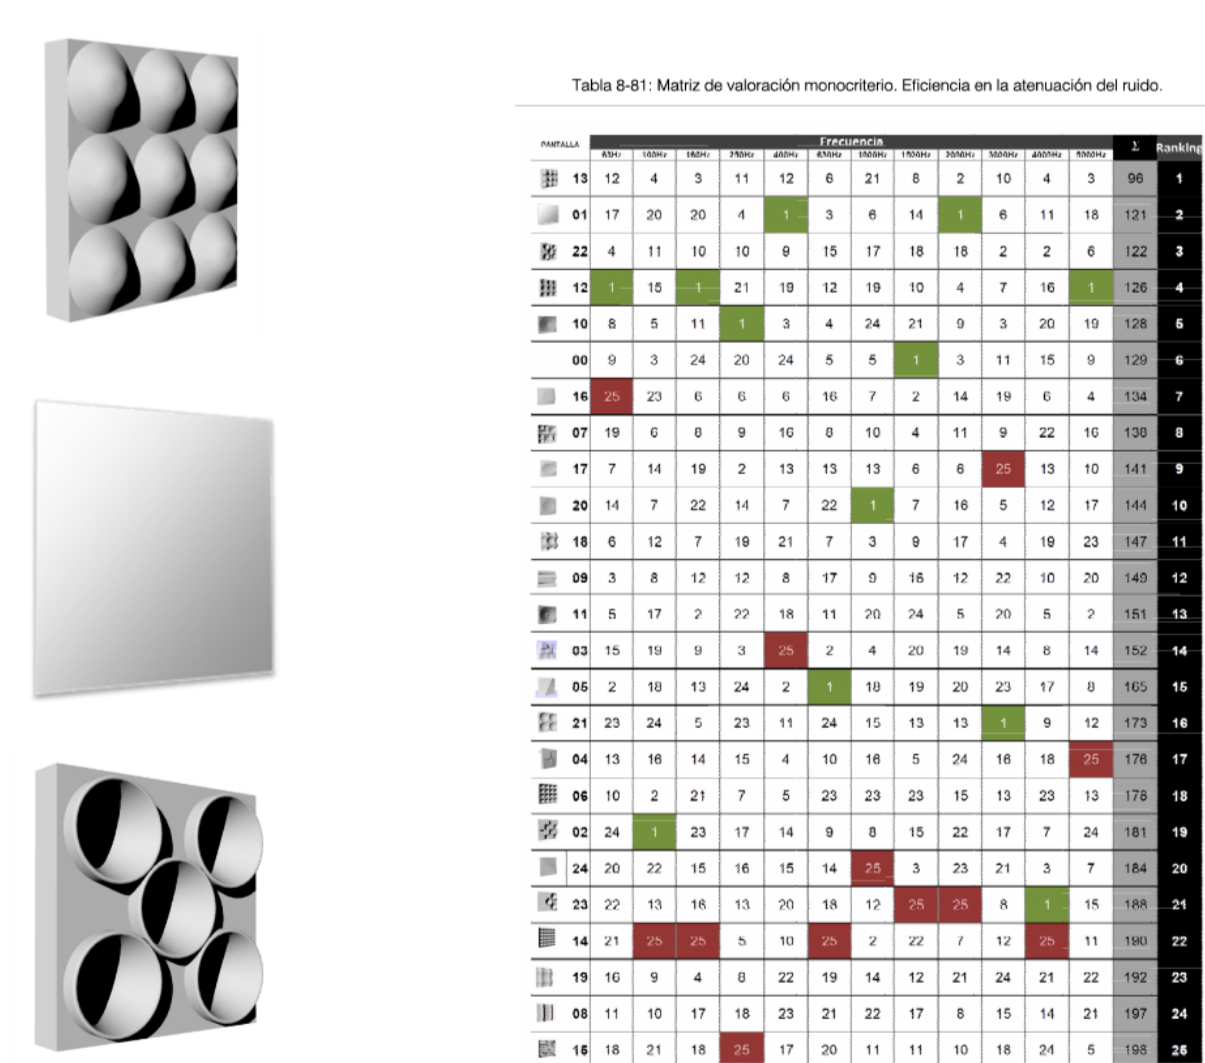 Tabla 8-81: Matriz de valoración monocriterio. Eficiencia en la atenuación del ruido.
PANTALLA Frecuencia Σ Ranking
63Hz 100Hz 160Hz 250Hz 400Hz 630Hz 1000Hz 1500Hz 2000Hz 3000Hz 4000Hz 5000Hz
13 12 4 3 11 12 6 21 8 2 10 4 3 96 1
01 17 20 20 4 1 3 6 14 1 6 11 18 121 2
22 4 11 10 10 9 15 17 18 18 2 2 6 122 3
12 1 15 1 21 19 12 19 10 4 7 16 1 126 4
10 8 5 11 1 3 4 24 21 9 3 20 19 128 5
00 9 3 24 20 24 5 5 1 3 11 15 9 129 6
16 25 23 6 6 6 16 7 2 14 19 6 4 134 7
07 19 6 8 9 16 8 10 4 11 9 22 16 138 8
17 7 14 19 2 13 13 13 6 6 25 13 10 141 9
20 14 7 22 14 7 22 1 7 16 5 12 17 144 10
18 6 12 7 19 21 7 3 9 17 4 19 23 147 11
09 3 8 12 12 8 17 9 16 12 22 10 20 149 12
11 5 17 2 22 18 11 20 24 5 20 5 2 151 13
03 15 19 9 3 25 2 4 20 19 14 8 14 152 14
05 2 18 13 24 2 1 18 19 20 23 17 8 165 15
21 23 24 5 23 11 24 15 13 13 1 9 12 173 16
04 13 16 14 15 4 10 16 5 24 16 18 25 176 17
06 10 2 21 7 5 23 23 23 15 13 23 13 178 18
02 24 1 23 17 14 9 8 15 22 17 7 24 181 19
24 20 22 15 16 15 14 25 3 23 21 3 7 184 20
23 22 13 16 13 20 18 12 25 25 8 1 15 188 21
14 21 25 25 5 10 25 2 22 7 12 25 11 190 22
19 16 9 4 8 22 19 14 12 21 24 21 22 192 23
08 11 10 17 18 23 21 22 17 8 15 14 21 197 24
15 18 21 18 25 17 20 11 11 10 18 24 5 198 25